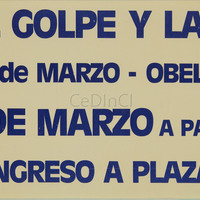 GOLPE Y LA
de MARZO - OBEL
CeDInCI
DE MARZO A PA
NGRESO A PLAZA